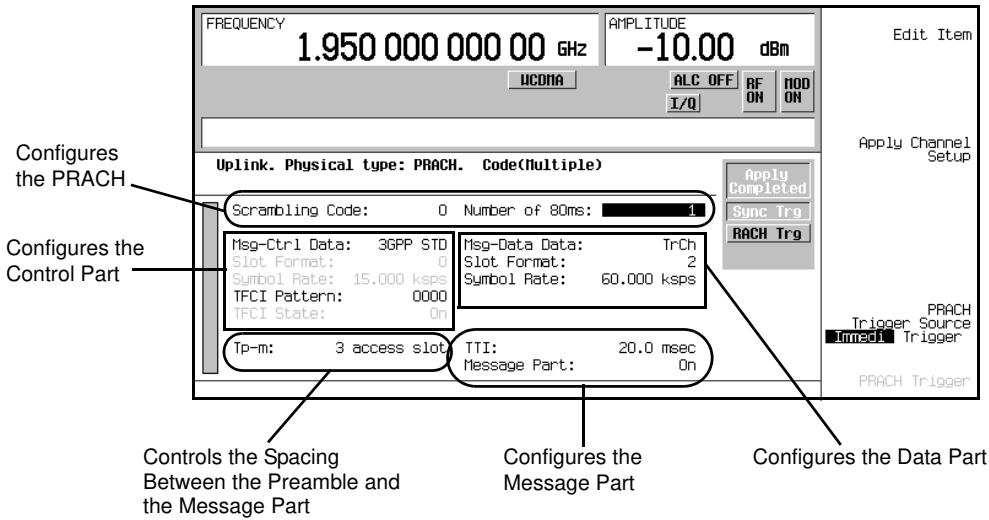 FREQUENCY
1.950 000 000 00 GHz
AMPLITUDE
-10.00 dBm
WCDMA
ALC OFF
I/Q
RF ON
MOD ON
Edit Item
Apply Channel
Setup
Uplink. Physical type: PRACH. Code(Multiple)
Apply
Completed
Sync Trg
RACH Trg
Configures
the PRACH
Scrambling Code: 0 Number of 80ms: 1
Configures the
Control Part
Msg-Ctrl Data: 3GPP STD
Slot Format: 0
Symbol Rate: 15.000 ksps
TFCI Pattern: 0000
TFCI State: On
Msg-Data Data: TrCh
Slot Format: 2
Symbol Rate: 60.000 ksps
Tp-m: 3 access slot
TTI: 20.0 msec
Message Part: On
PRACH
Trigger Source
Immedi Trigger
PRACH Trigger
Controls the Spacing
Between the Preamble and
the Message Part
Configures the
Message Part
Configures the Data Part